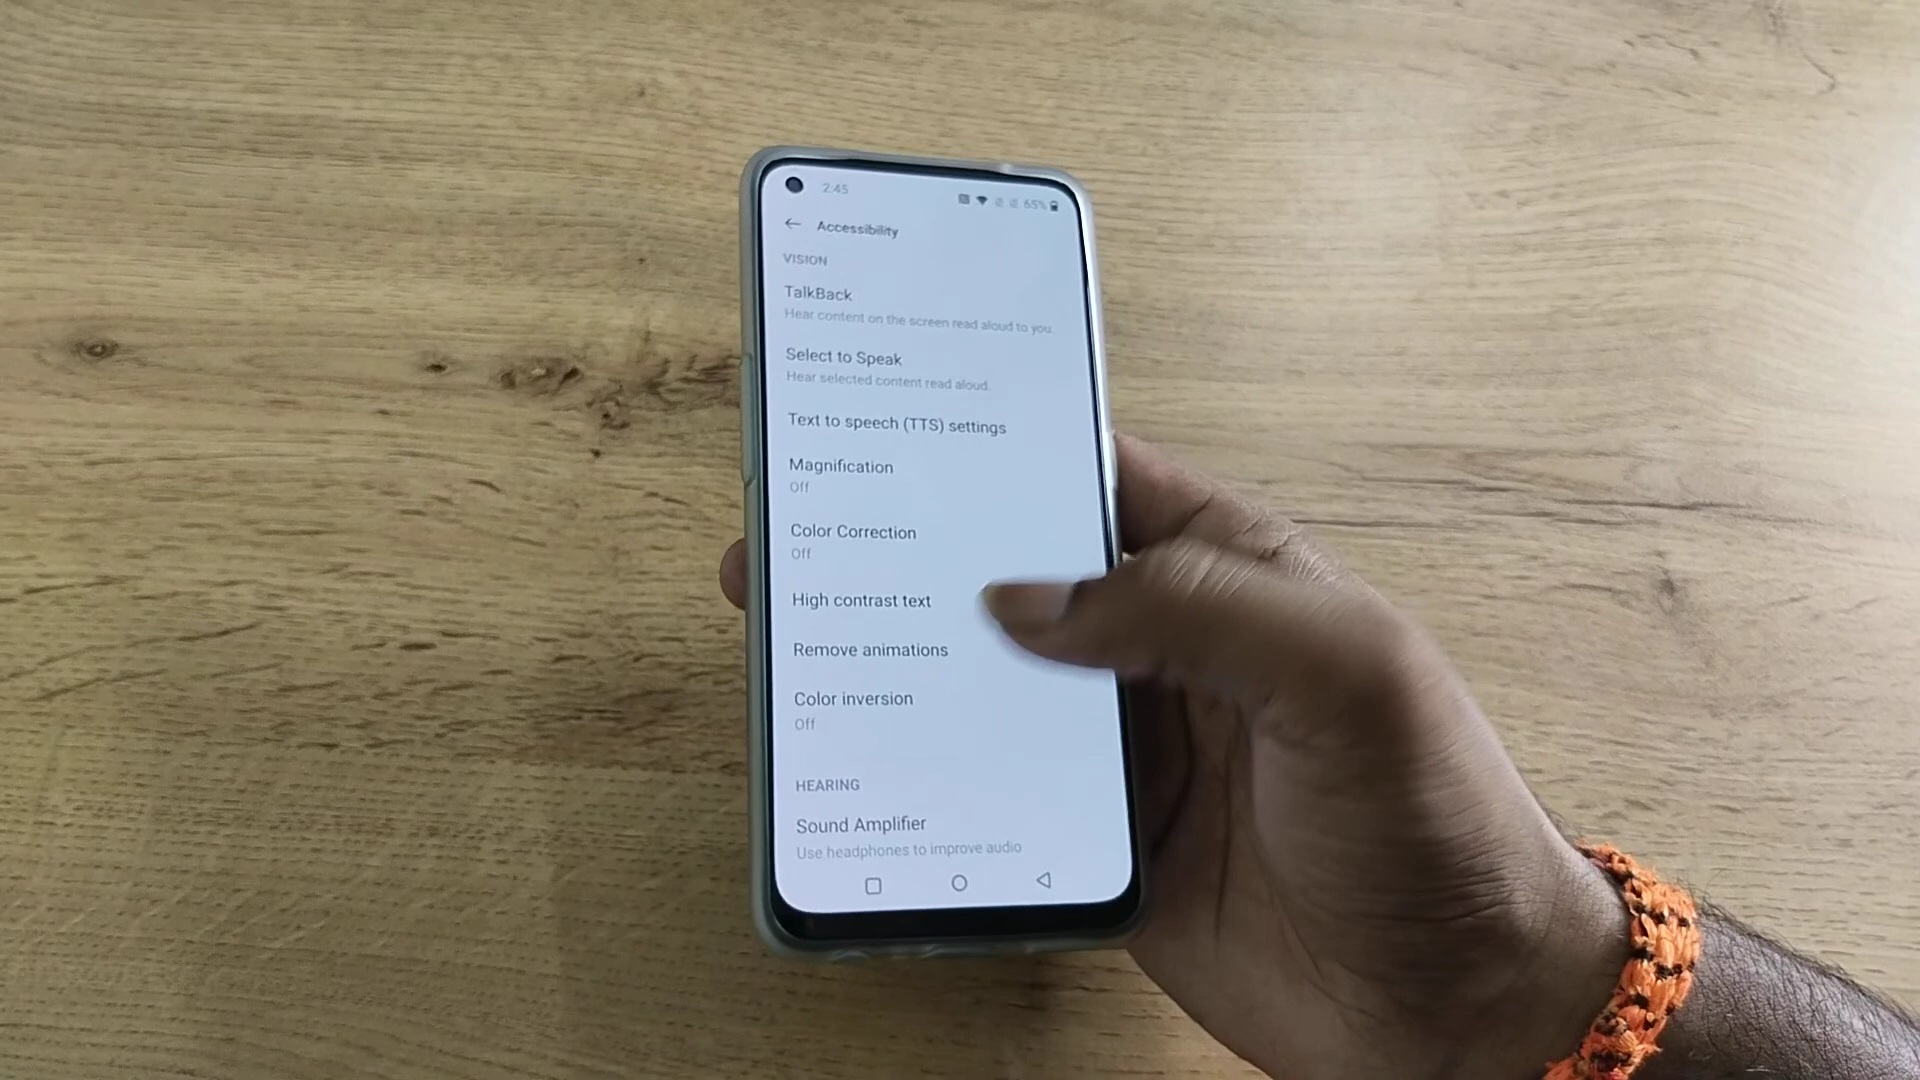 2:45
65%
Accessibility
VISION
TalkBack
Hear content on the screen read aloud to you.
Select to Speak
Hear selected content read aloud.
Text to speech (TTS) settings
Magnification
Off
Color Correction
Off
High contrast text
Remove animations
Color inversion
Off
HEARING
Sound Amplifier
Use headphones to improve audio